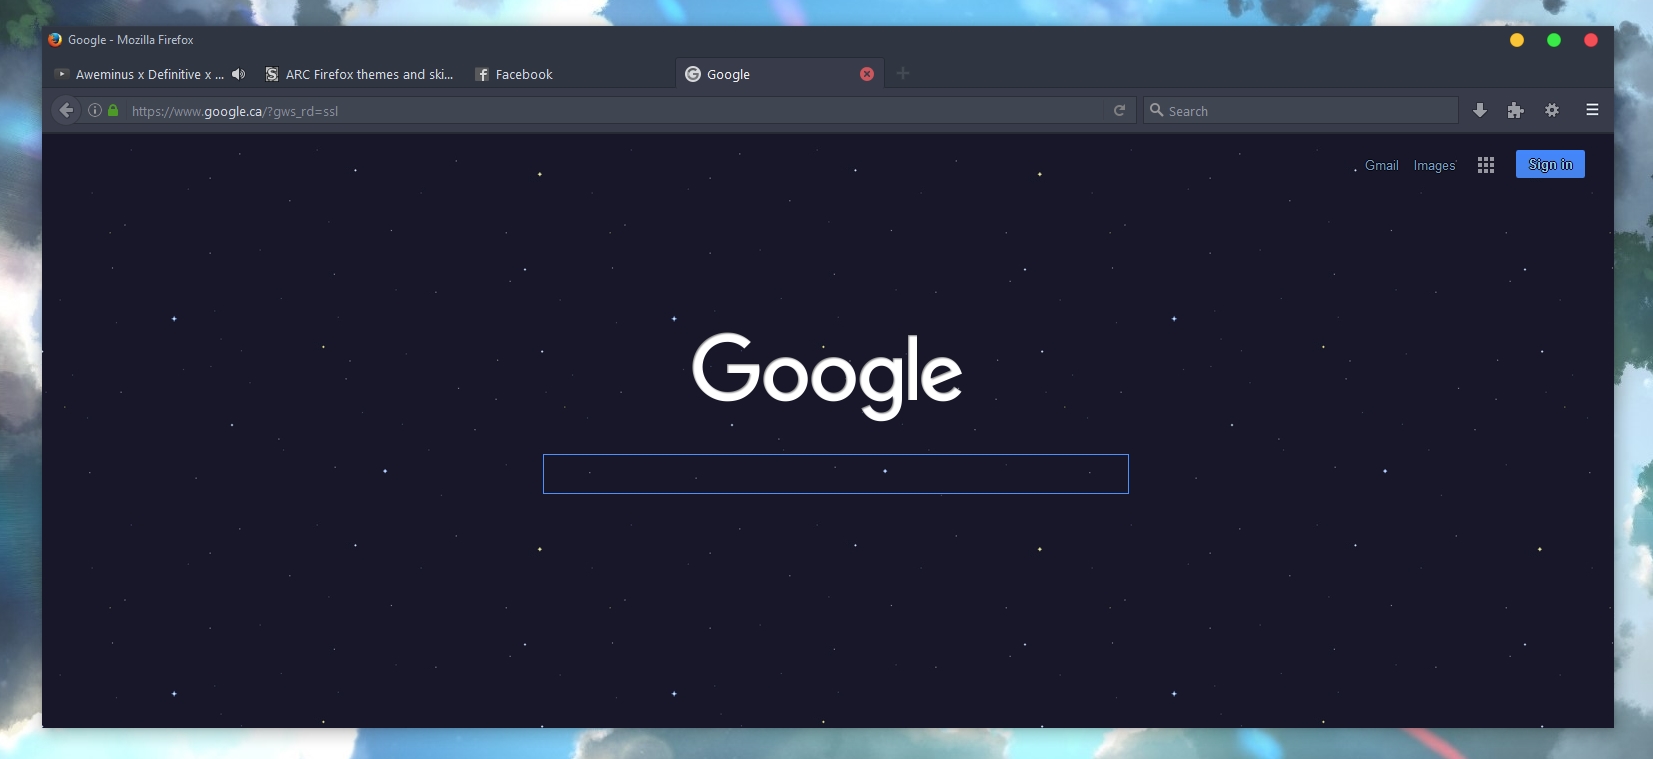 Google - Mozilla Firefox
Aweminus x Definitive x ...
ARC Firefox themes and ski...
Facebook
Google
https://www.google.ca/?gws_rd=ssl
Search
Gmail
Images
Sign in
Google